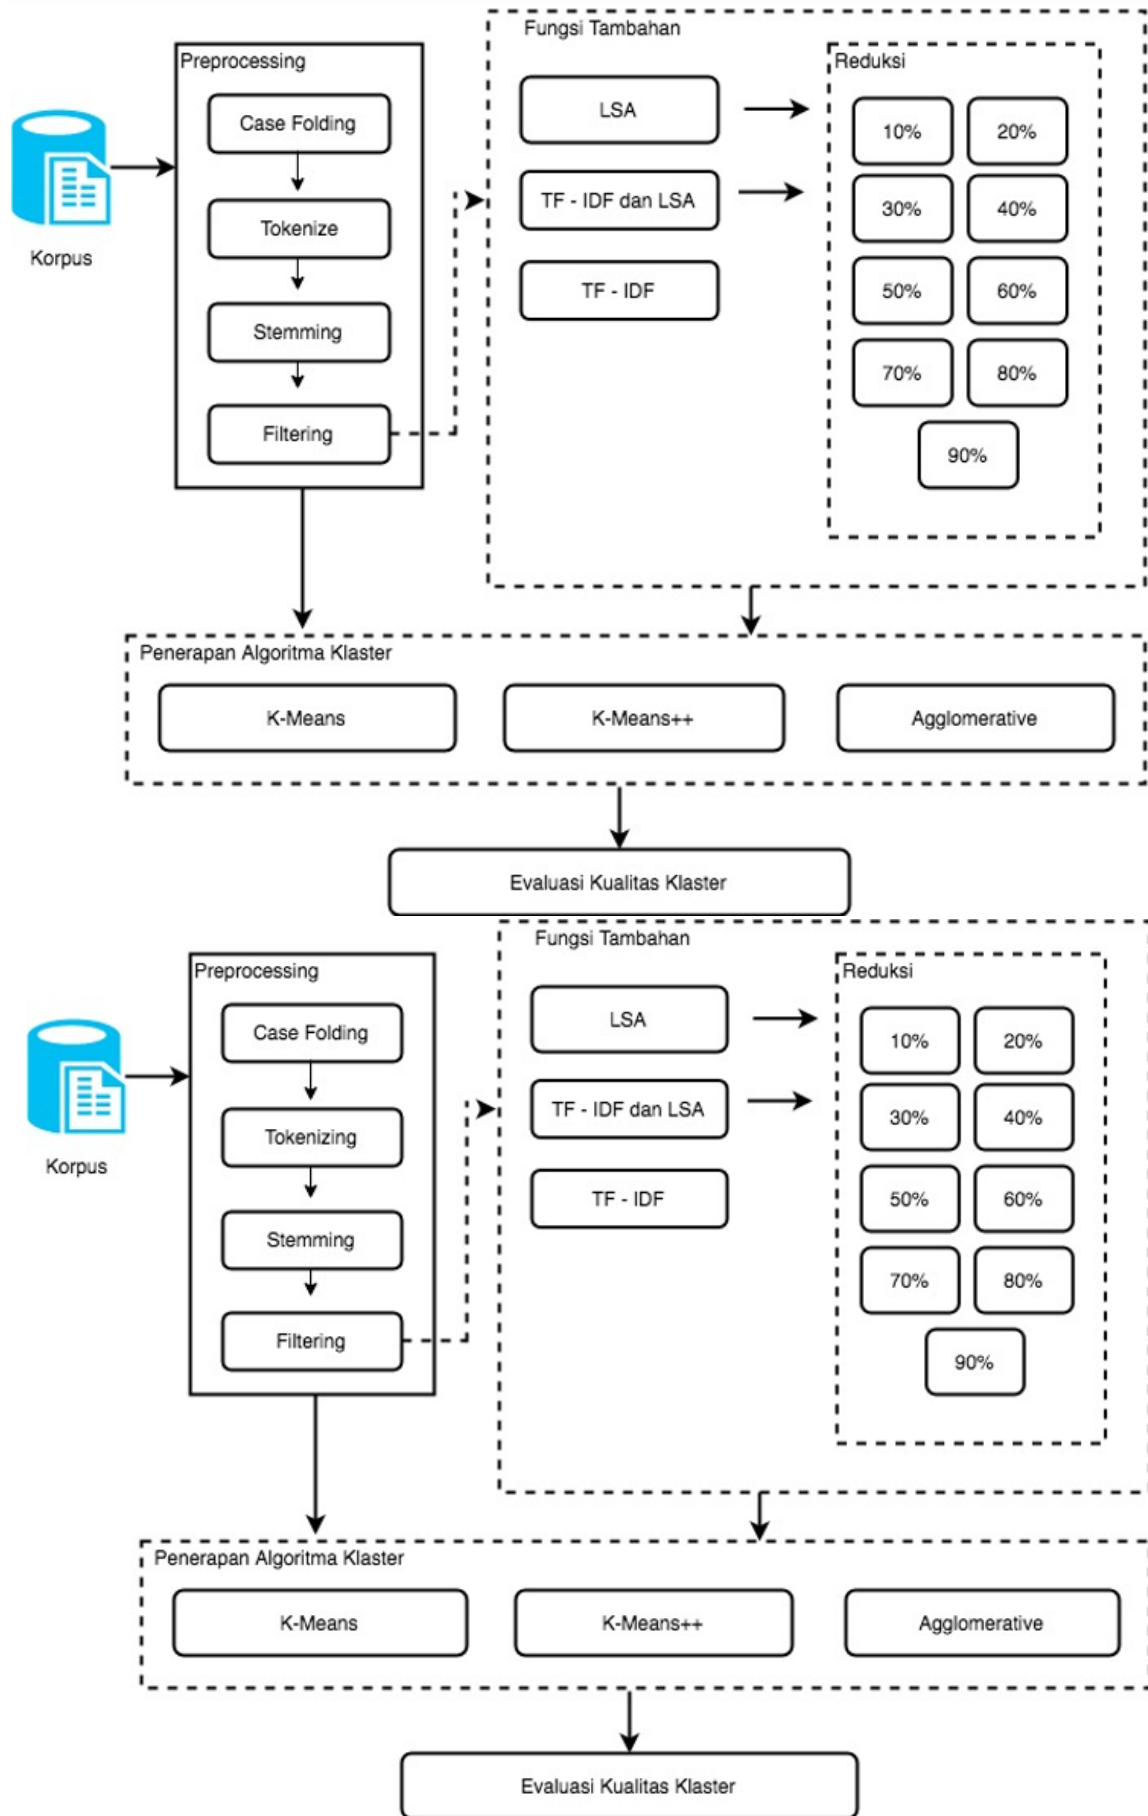 Fungsi Tambahan
Preprocessing
Reduksi
Case Folding
LSA
10%
20%
Korpus
Tokenize
TF - IDF dan LSA
30%
40%
Stemming
TF - IDF
50%
60%
Filtering
70%
80%
90%
Penerapan Algoritma Klaster
K-Means
K-Means++
Agglomerative
Evaluasi Kualitas Klaster
Fungsi Tambahan
Preprocessing
Reduksi
Case Folding
LSA
10%
20%
Korpus
Tokenizing
TF - IDF dan LSA
30%
40%
Stemming
TF - IDF
50%
60%
Filtering
70%
80%
90%
Penerapan Algoritma Klaster
K-Means
K-Means++
Agglomerative
Evaluasi Kualitas Klaster